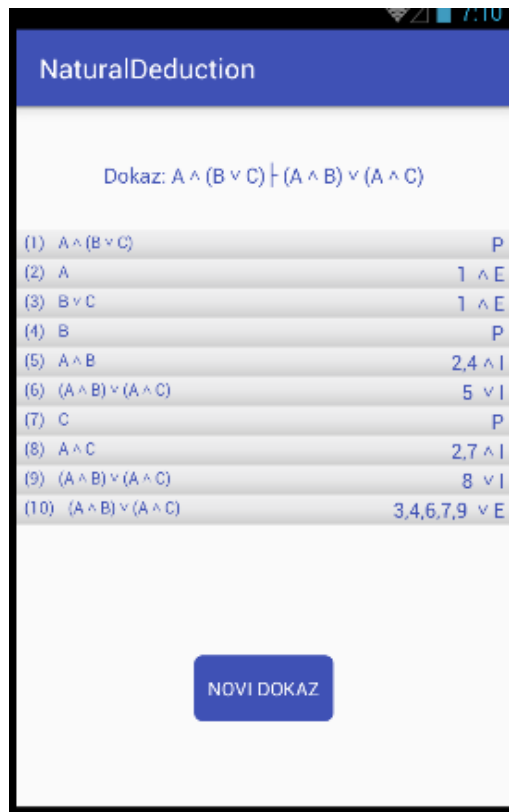 7:10
NaturalDeduction
Dokaz: A ∧ (B ∨ C) ├ (A ∧ B) ∨ (A ∧ C)
(1) A ∧ (B ∨ C) P
(2) A 1 ∧ E
(3) B ∨ C 1 ∧ E
(4) B P
(5) A ∧ B 2,4 ∧ I
(6) (A ∧ B) ∨ (A ∧ C) 5 ∨ I
(7) C P
(8) A ∧ C 2,7 ∧ I
(9) (A ∧ B) ∨ (A ∧ C) 8 ∨ I
(10) (A ∧ B) ∨ (A ∧ C) 3,4,6,7,9 ∨ E
NOVI DOKAZ